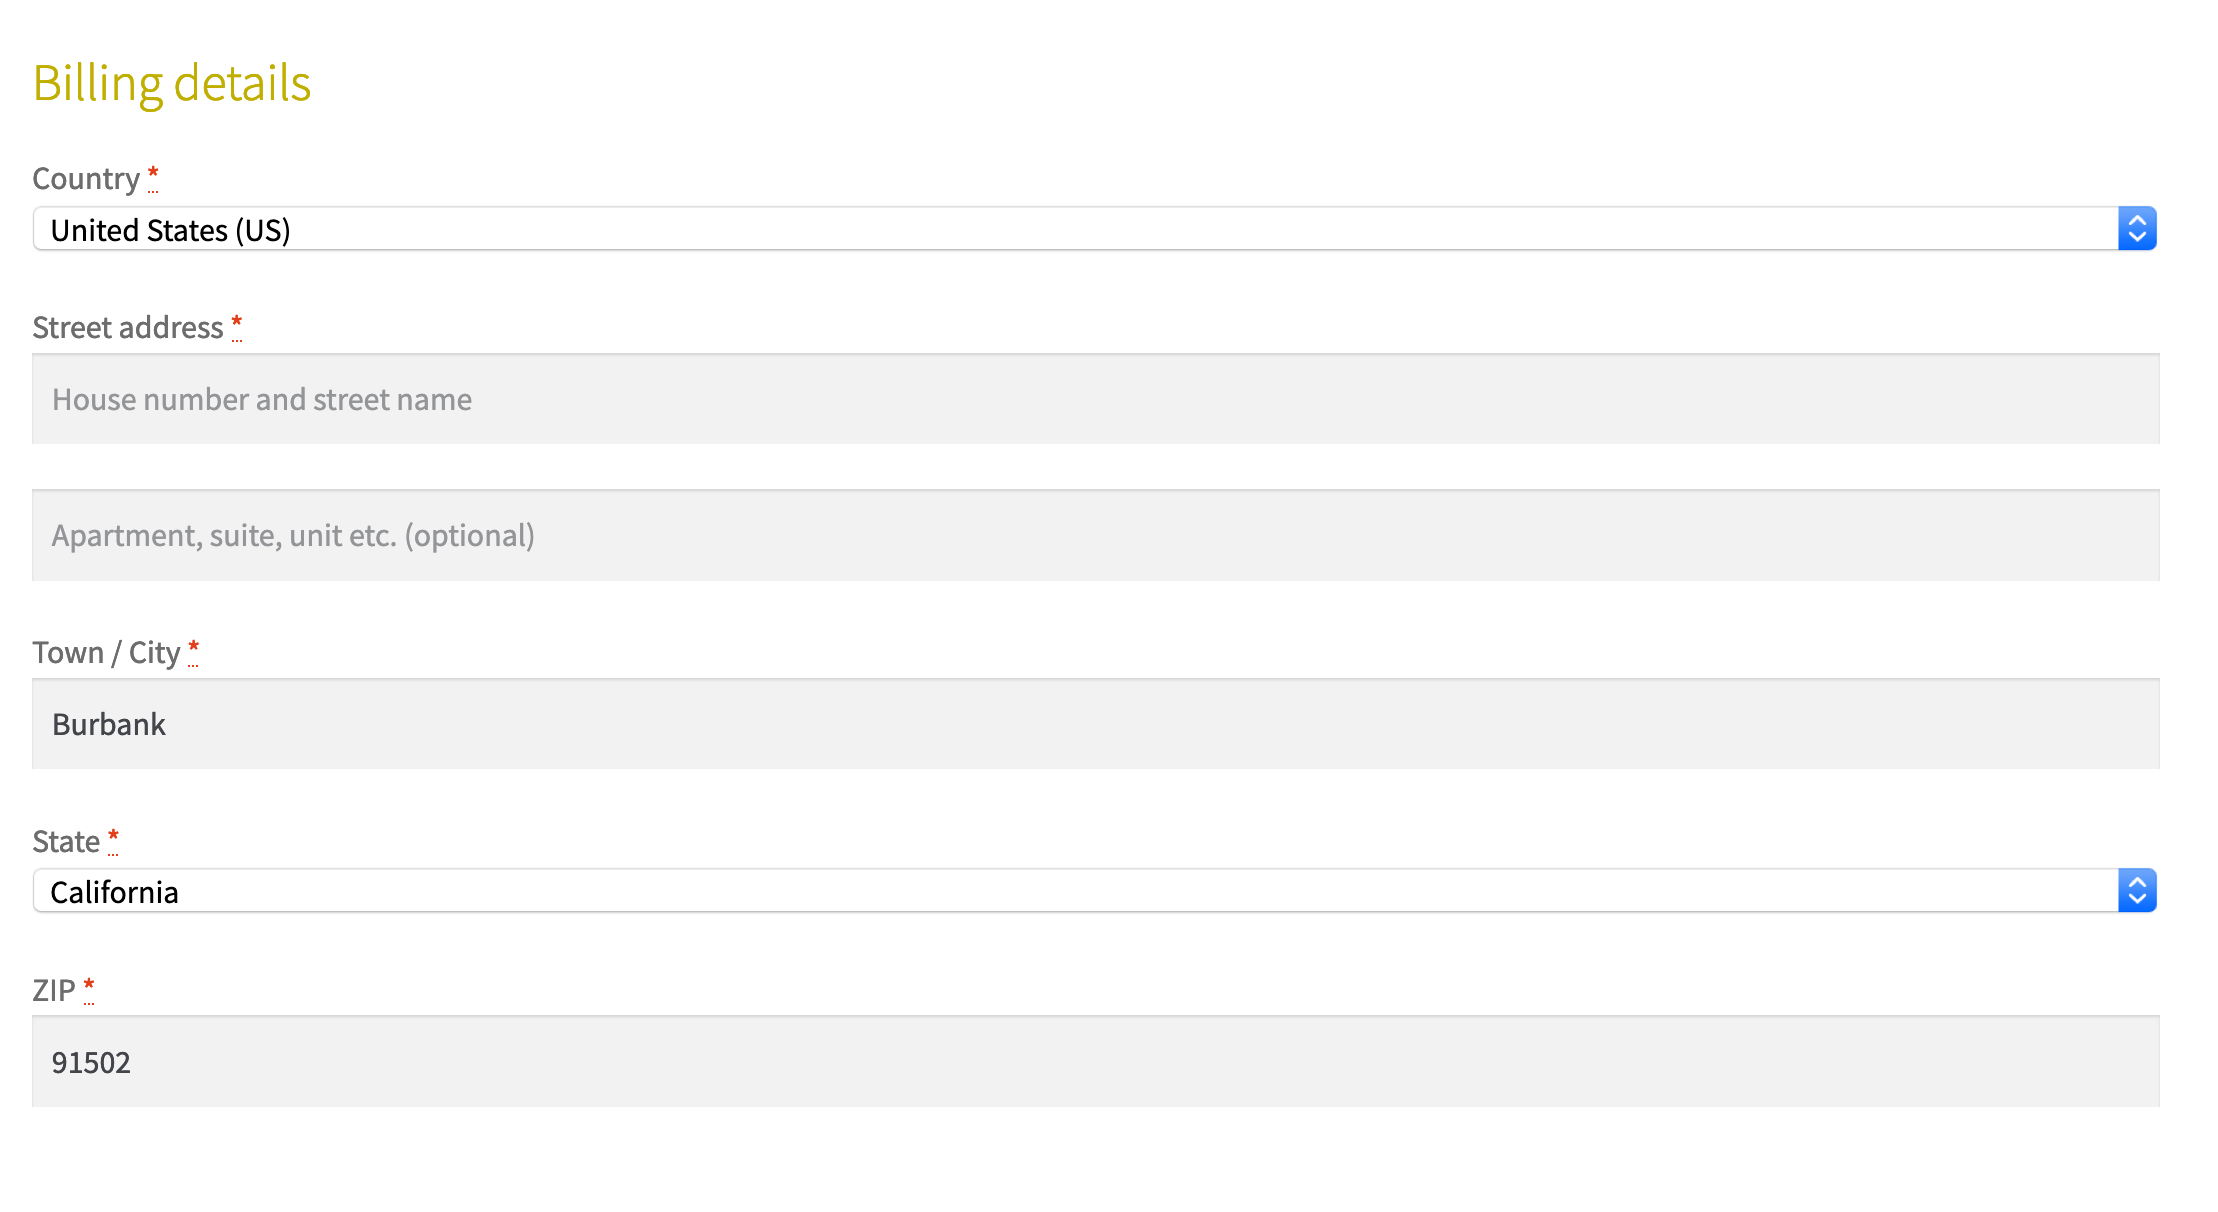 Billing details
Country *
United States (US)
Street address *
House number and street name
Apartment, suite, unit etc. (optional)
Town / City *
Burbank
State *
California
ZIP *
91502